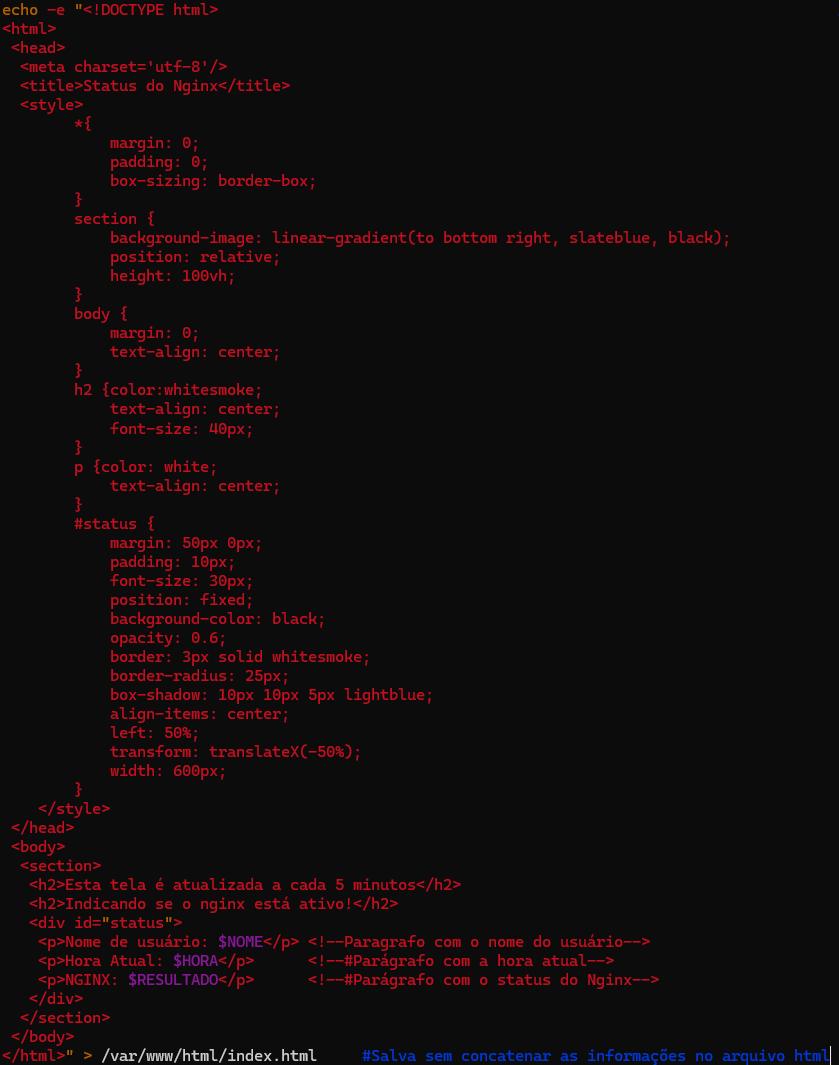 echo -e "<!DOCTYPE html>
<html>
 <head>
  <meta charset='utf-8'/>
  <title>Status do Nginx</title>
  <style>
        *{
            margin: 0;
            padding: 0;
            box-sizing: border-box;
        }
        section {
            background-image: linear-gradient(to bottom right, slateblue, black);
            position: relative;
            height: 100vh;
        }
        body {
            margin: 0;
            text-align: center;
        }
        h2 {color:whitesmoke;
            text-align: center;
            font-size: 40px;
        }
        p {color: white;
            text-align: center;
        }
        #status {
            margin: 50px 0px;
            padding: 10px;
            font-size: 30px;
            position: fixed;
            background-color: black;
            opacity: 0.6;
            border: 3px solid whitesmoke;
            border-radius: 25px;
            box-shadow: 10px 10px 5px lightblue;
            align-items: center;
            left: 50%;
            transform: translateX(-50%);
            width: 600px;
        }
    </style>
 </head>
 <body>
  <section>
   <h2>Esta tela é atualizada a cada 5 minutos</h2>
   <h2>Indicando se o nginx está ativo!</h2>
   <div id="status">
    <p>Nome de usuário: $NOME</p> <!--Paragrafo com o nome do usuário-->
    <p>Hora Atual: $HORA</p>      <!--#Parágrafo com a hora atual-->
    <p>NGINX: $RESULTADO</p>      <!--#Parágrafo com o status do Nginx-->
   </div>
  </section>
 </body>
</html>" > /var/www/html/index.html     #Salva sem concatenar as informações no arquivo html